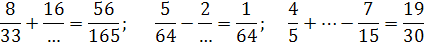 8/33 + 16/... = 56/165; 5/64 − 2/... = 1/64; 4/5 + ⋯ − 7/15 = 19/30